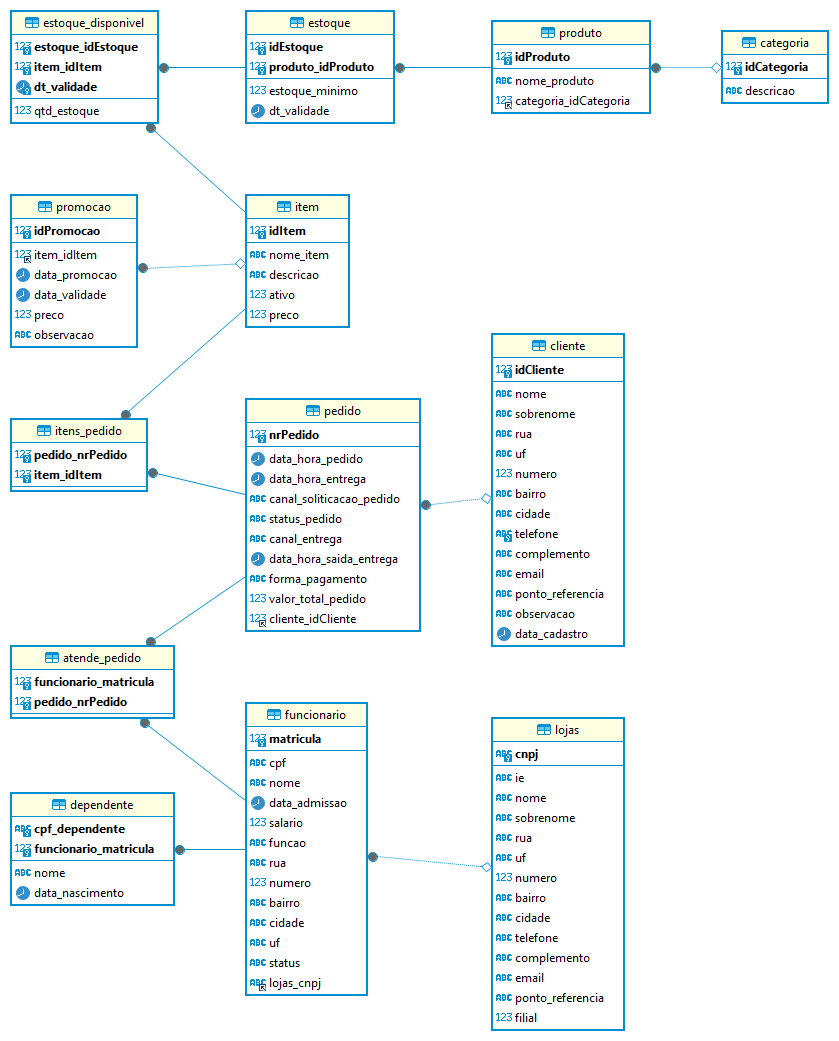 estoque_disponivel
123 estoque_idEstoque
123 item_idItem
dt_validade
123 qtd_estoque
estoque
123 idEstoque
123 produto_idProduto
123 estoque_minimo
dt_validade
produto
123 idProduto
ABC nome_produto
123 categoria_idCategoria
categoria
123 idCategoria
ABC descricao
promocao
123 idPromocao
123 item_idItem
data_promocao
data_validade
123 preco
ABC observacao
item
123 idItem
ABC nome_item
ABC descricao
123 ativo
123 preco
itens_pedido
123 pedido_nrPedido
123 item_idItem
pedido
123 nrPedido
data_hora_pedido
data_hora_entrega
ABC canal_soliticacao_pedido
ABC status_pedido
ABC canal_entrega
data_hora_saida_entrega
ABC forma_pagamento
123 valor_total_pedido
123 cliente_idCliente
cliente
123 idCliente
ABC nome
ABC sobrenome
ABC rua
ABC uf
123 numero
ABC bairro
ABC cidade
ABC telefone
ABC complemento
ABC email
ABC ponto_referencia
ABC observacao
data_cadastro
atende_pedido
123 funcionario_matricula
123 pedido_nrPedido
dependente
ABC cpf_dependente
123 funcionario_matricula
ABC nome
data_nascimento
funcionario
123 matricula
ABC cpf
ABC nome
data_admissao
123 salario
ABC funcao
ABC rua
123 numero
ABC bairro
ABC cidade
ABC uf
ABC status
ABC lojas_cnpj
lojas
ABC cnpj
ABC ie
ABC nome
ABC sobrenome
ABC rua
ABC uf
123 numero
ABC bairro
ABC cidade
ABC telefone
ABC complemento
ABC email
ABC ponto_referencia
123 filial